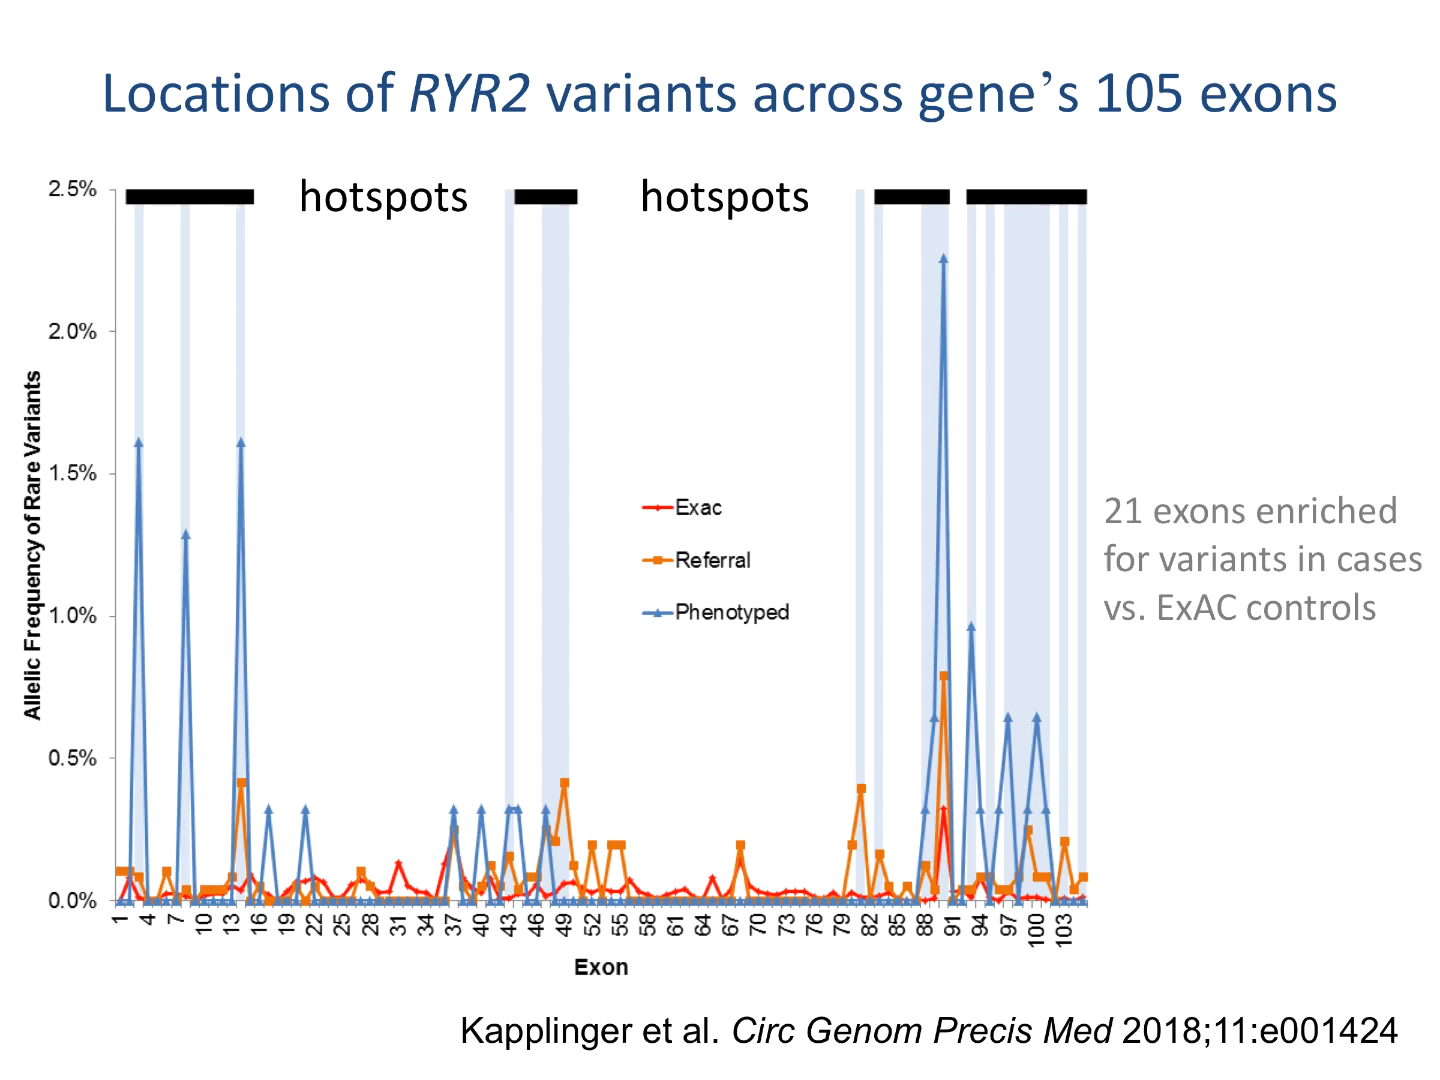 Locations of RYR2 variants across gene’s 105 exons
hotspots hotspots
2.5%
2.0%
1.5%
1.0%
0.5%
0.0%
Allelic Frequency of Rare Variants
Exac
Referral
Phenotyped
21 exons enriched
for variants in cases
vs. ExAC controls
1 4 7 10 13 16 19 22 25 28 31 34 37 40 43 46 49 52 55 58 61 64 67 70 73 76 79 82 85 88 91 94 97 100 103
Exon
Kapplinger et al. Circ Genom Precis Med 2018;11:e001424